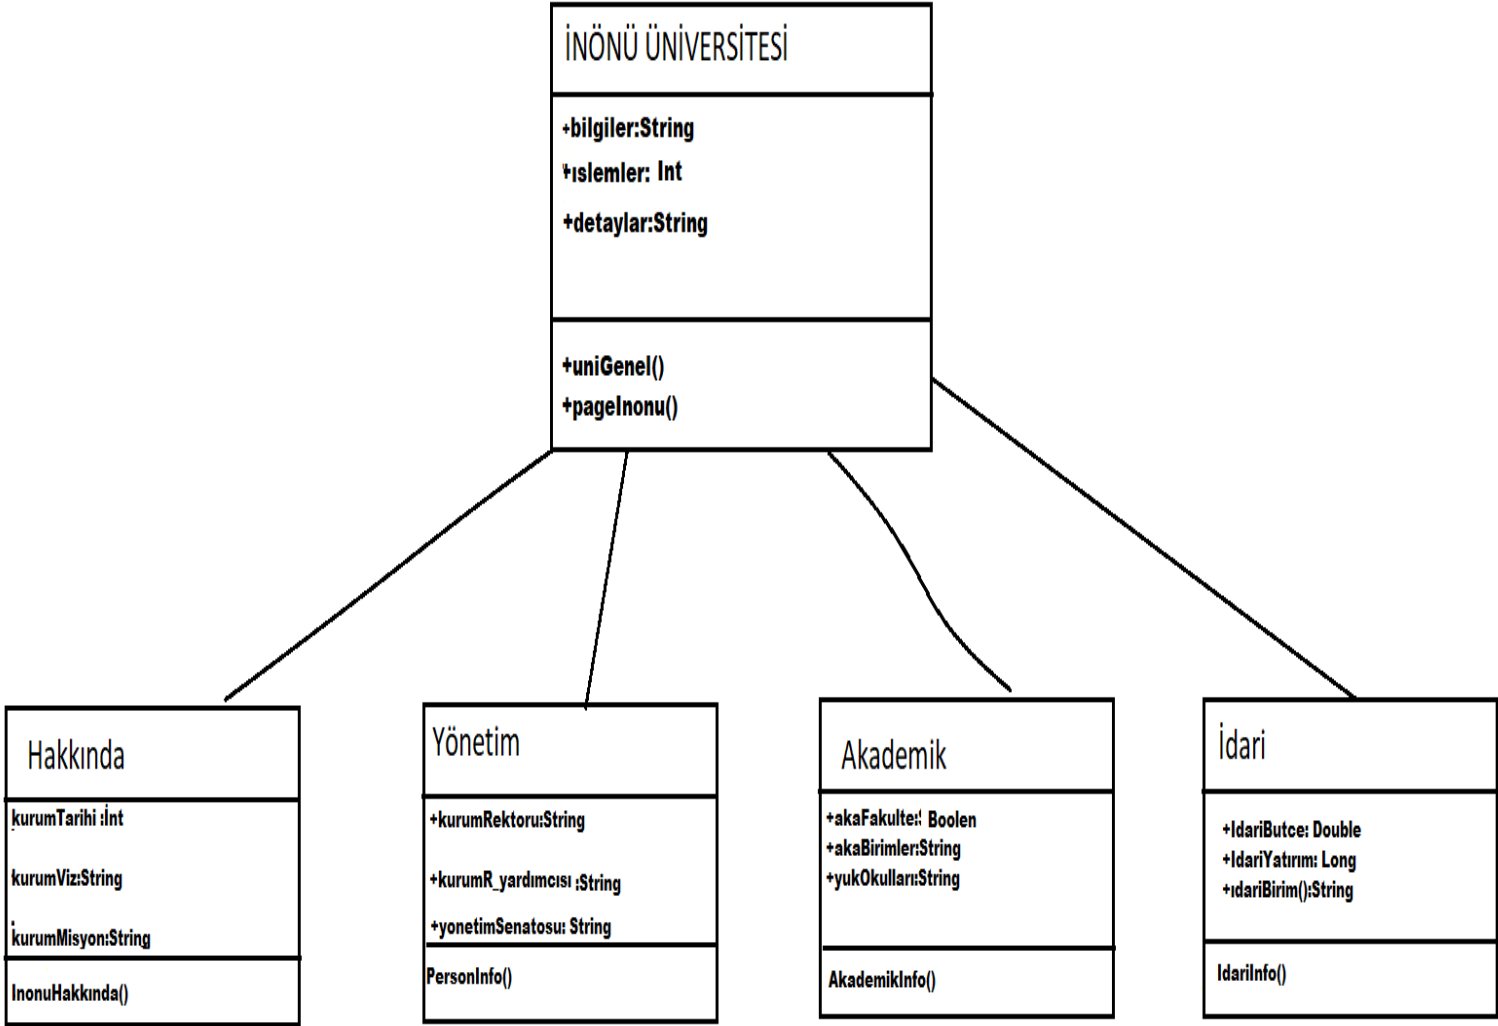 İNÖNÜ ÜNİVERSİTESİ
+bilgiler:String
+ıslemler: Int
+detaylar:String
+uniGenel()
+pageInonu()
Hakkında
kurumTarihi :İnt
kurumViz:String
kurumMisyon:String
InonuHakkında()
Yönetim
+kurumRektoru:String
+kurumR_yardımcısı :String
+yonetimSenatosu: String
PersonInfo()
Akademik
+akaFakulte: Boolen
+akaBirimler:String
+yukOkulları:String
AkademikInfo()
İdari
+IdariButce: Double
+IdariYatırım: Long
+ıdariBirim():String
IdariInfo()